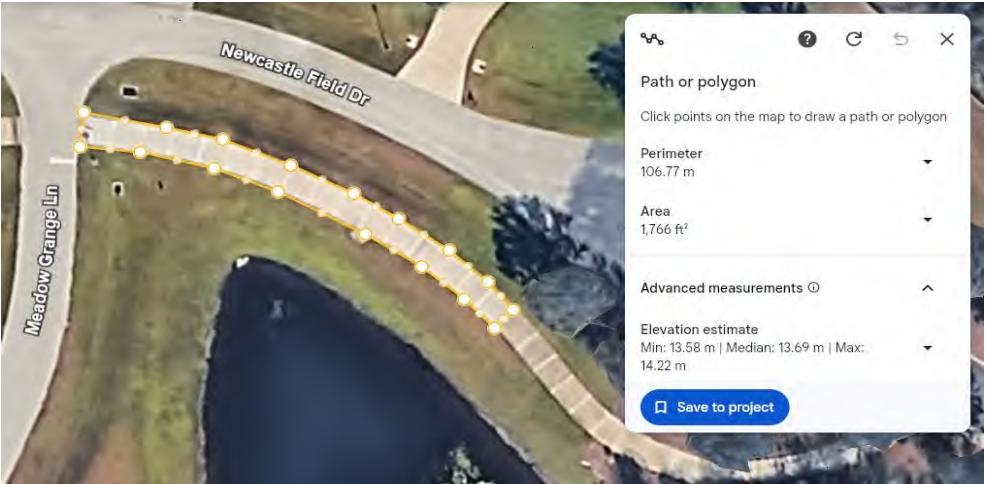 Newcastle Field Dr
Meadow Grange Ln
Path or polygon
Click points on the map to draw a path or polygon
Perimeter
106.77 m
Area
1,766 ft²
Advanced measurements
Elevation estimate
Min: 13.58 m | Median: 13.69 m | Max:
14.22 m
Save to project